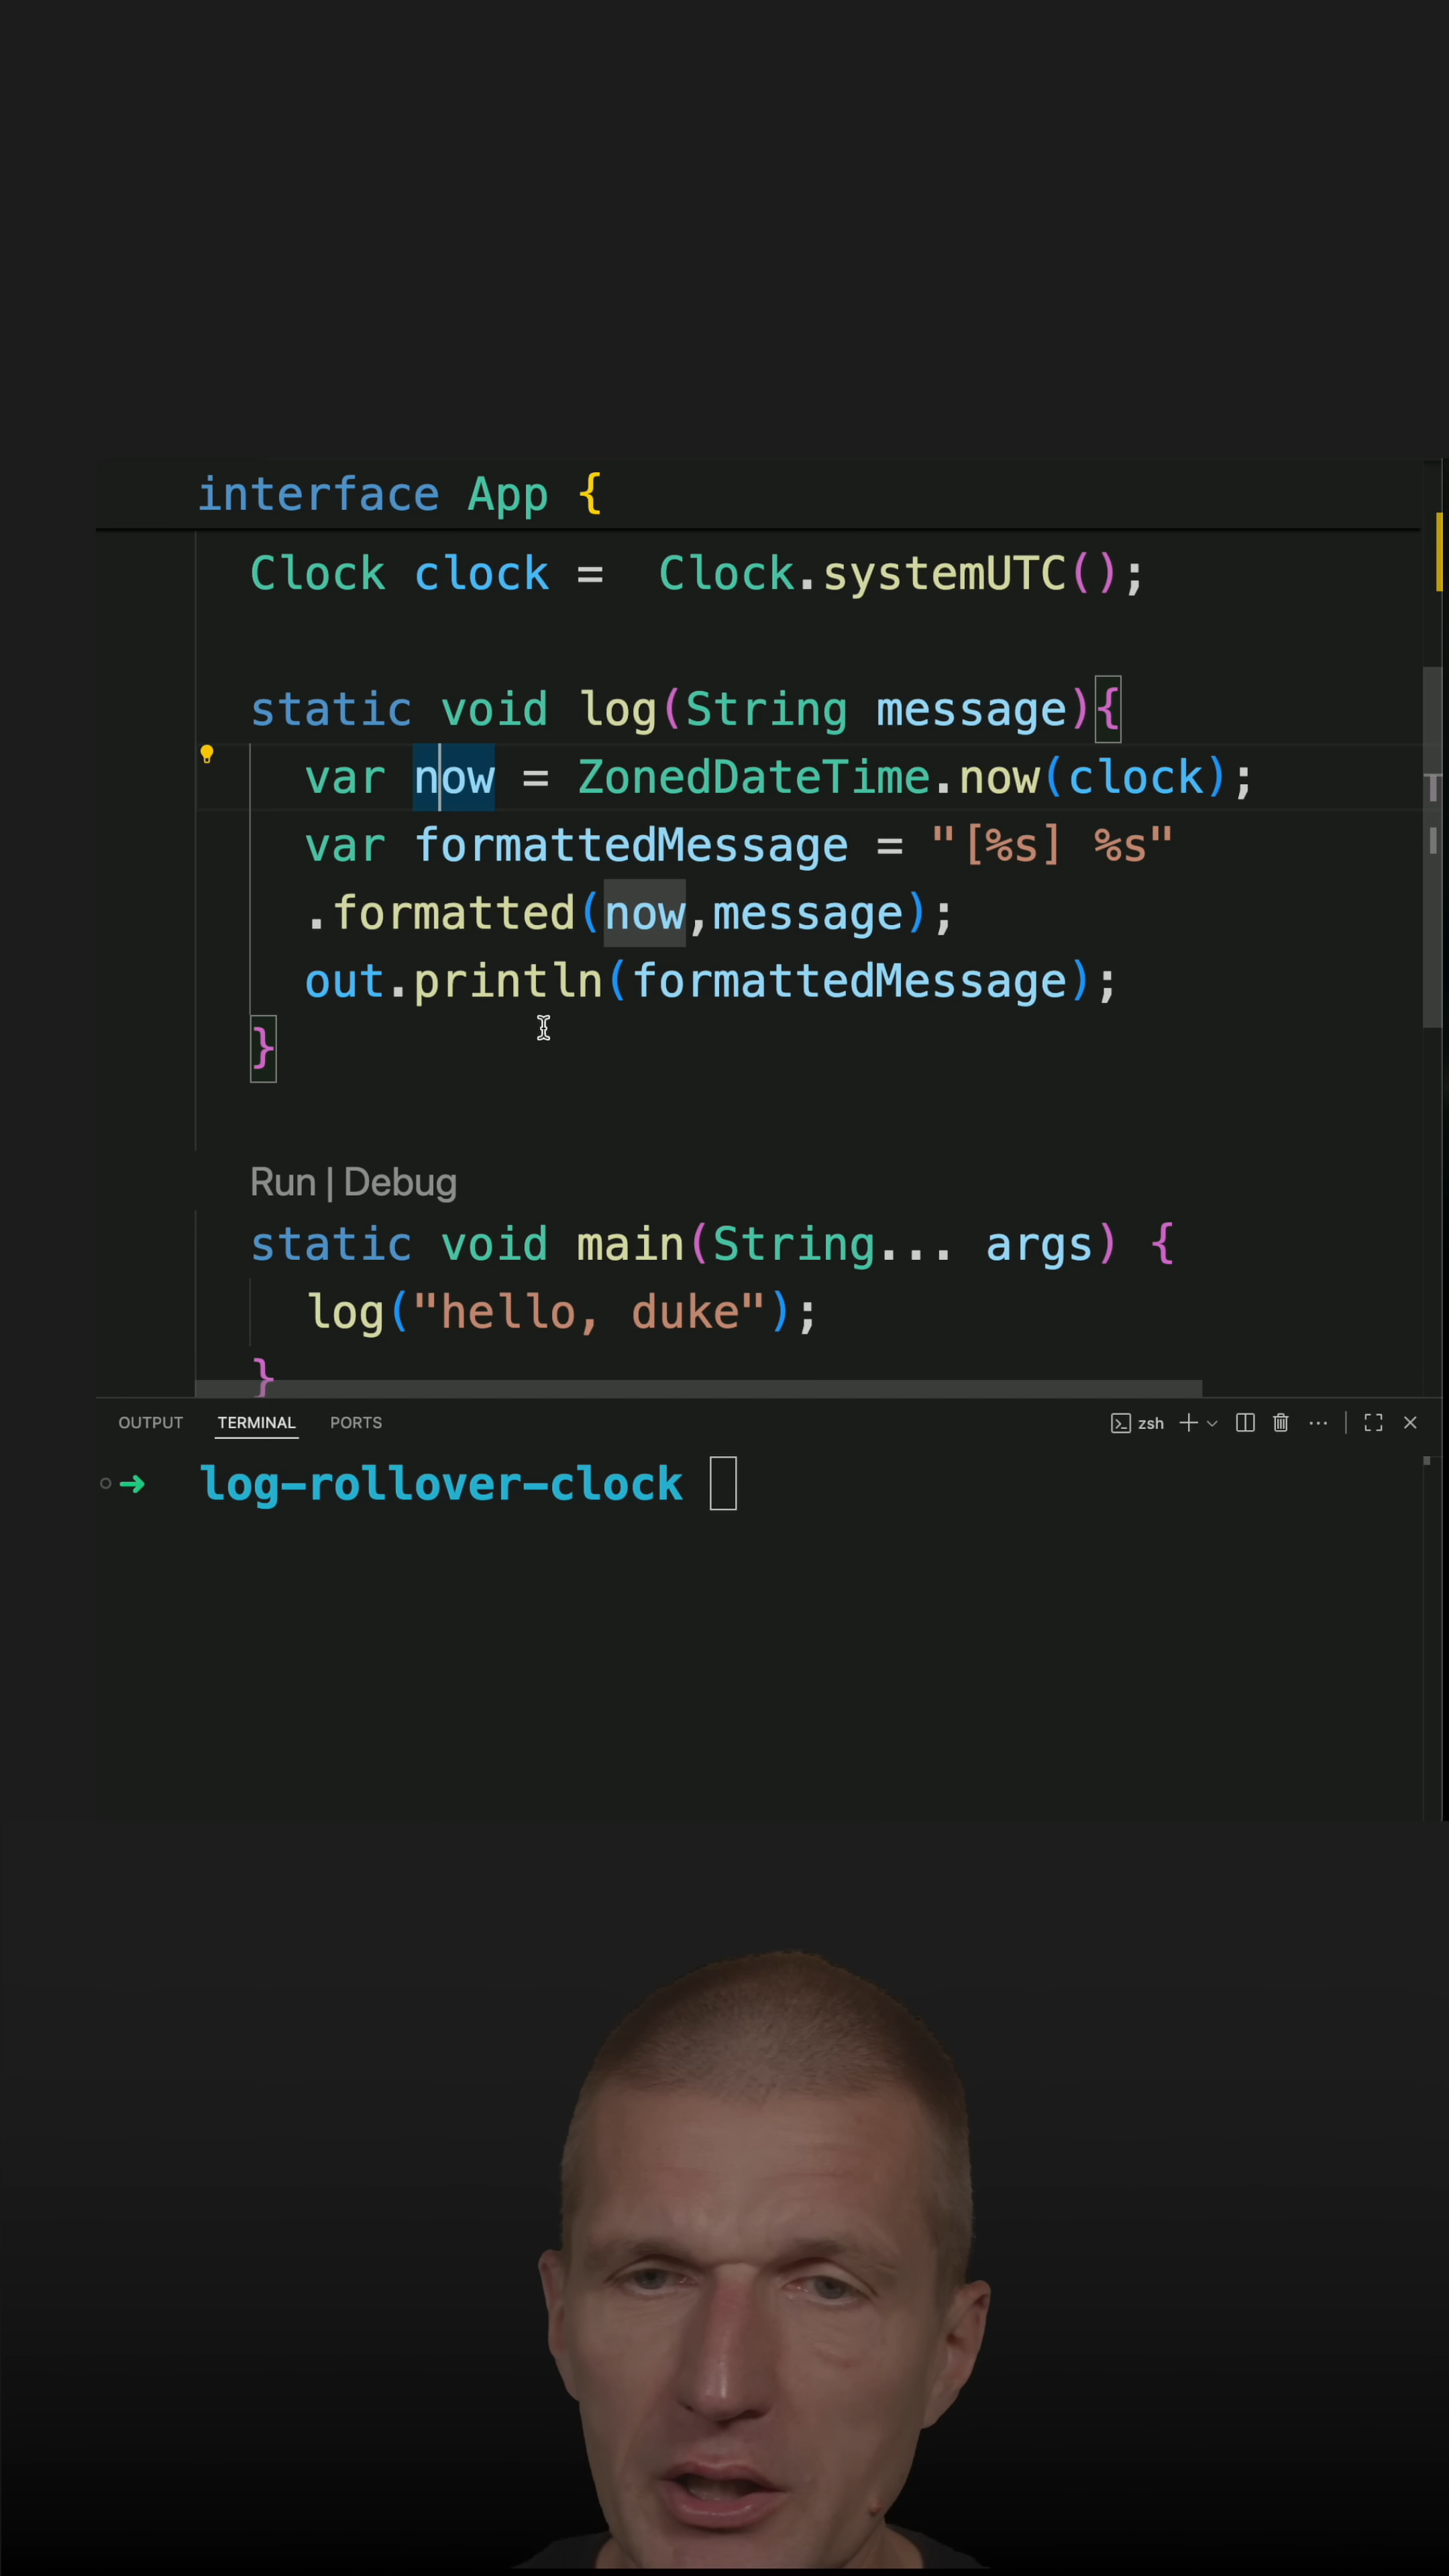 interface App {
Clock clock =  Clock.systemUTC();
static void log(String message){
var now = ZonedDateTime.now(clock);
var formattedMessage = "[%s] %s"
.formatted(now,message);
out.println(formattedMessage);
}
Run | Debug
static void main(String... args) {
log("hello, duke");
}
OUTPUT TERMINAL PORTS zsh
log-rollover-clock